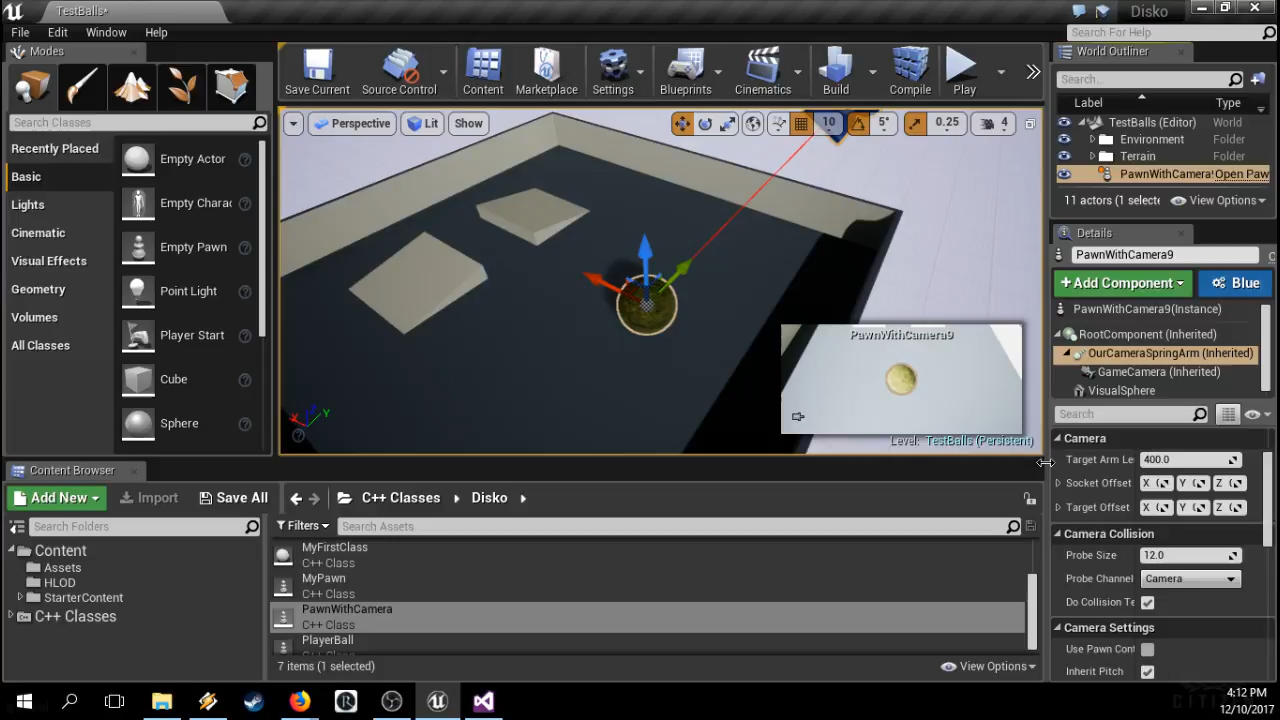 TestBalls*
Disko
File Edit Window Help
Search For Help
Modes
Search Classes
Recently Placed
Basic
Lights
Cinematic
Visual Effects
Geometry
Volumes
All Classes
Empty Actor
Empty Charac
Empty Pawn
Point Light
Player Start
Cube
Sphere
Save Current
Source Control
Content
Marketplace
Settings
Blueprints
Cinematics
Build
Compile
Play
Perspective
Lit
Show
10
5°
0.25
4
X
Y
PawnWithCamera9
Level: TestBalls (Persistent)
World Outliner
Search...
Label Type
TestBalls (Editor) World
Environment Folder
Terrain Folder
PawnWithCamera! Open Paw
11 actors (1 selecte
View Options
Details
PawnWithCamera9
+Add Component
Blue
PawnWithCamera9(Instance)
RootComponent (Inherited)
OurCameraSpringArm (Inherited)
GameCamera (Inherited)
VisualSphere
Search
Camera
Target Arm Le 400.0
Socket Offset X Y Z
Target Offset X Y Z
Camera Collision
Probe Size 12.0
Probe Channel Camera
Do Collision Te
Camera Settings
Use Pawn Cont
Inherit Pitch
Content Browser
Add New
Import
Save All
C++ Classes
Disko
Search Folders
Filters
Search Assets
Content
Assets
HLOD
StarterContent
C++ Classes
MyFirstClass
C++ Class
MyPawn
C++ Class
PawnWithCamera
C++ Class
PlayerBall
C++ Class
7 items (1 selected)
View Options
4:12 PM
12/10/2017